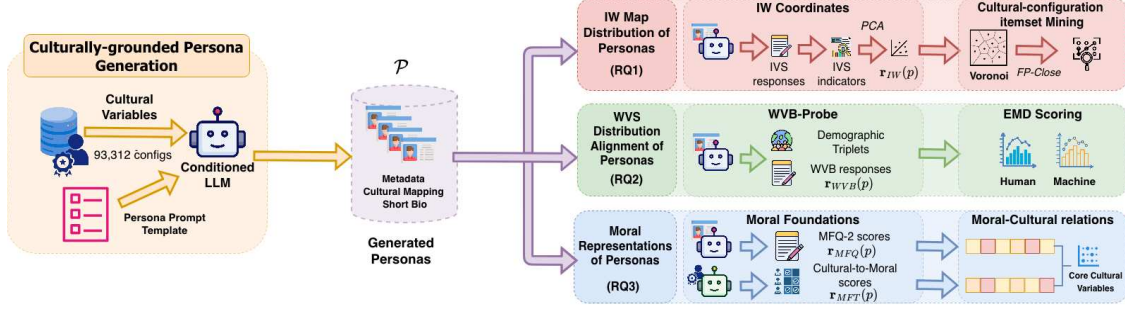 Culturally-grounded Persona
Generation
Cultural
Variables
93,312 configs
Conditioned
LLM
Persona Prompt
Template
𝒫
Metadata
Cultural Mapping
Short Bio
Generated
Personas
IW Map
Distribution of
Personas
(RQ1)
IW Coordinates
IVS
responses
IVS
indicators
PCA
r_IW(p)
Cultural-configuration
itemset Mining
Voronoi
FP-Close
WVS
Distribution
Alignment of
Personas
(RQ2)
WVB-Probe
Demographic
Triplets
WVB responses
r_WVB(p)
EMD Scoring
Human
Machine
Moral
Representations
of Personas
(RQ3)
Moral Foundations
MFQ-2 scores
r_MFQ(p)
Cultural-to-Moral
scores
r_MFT(p)
Moral-Cultural relations
Core Cultural
Variables